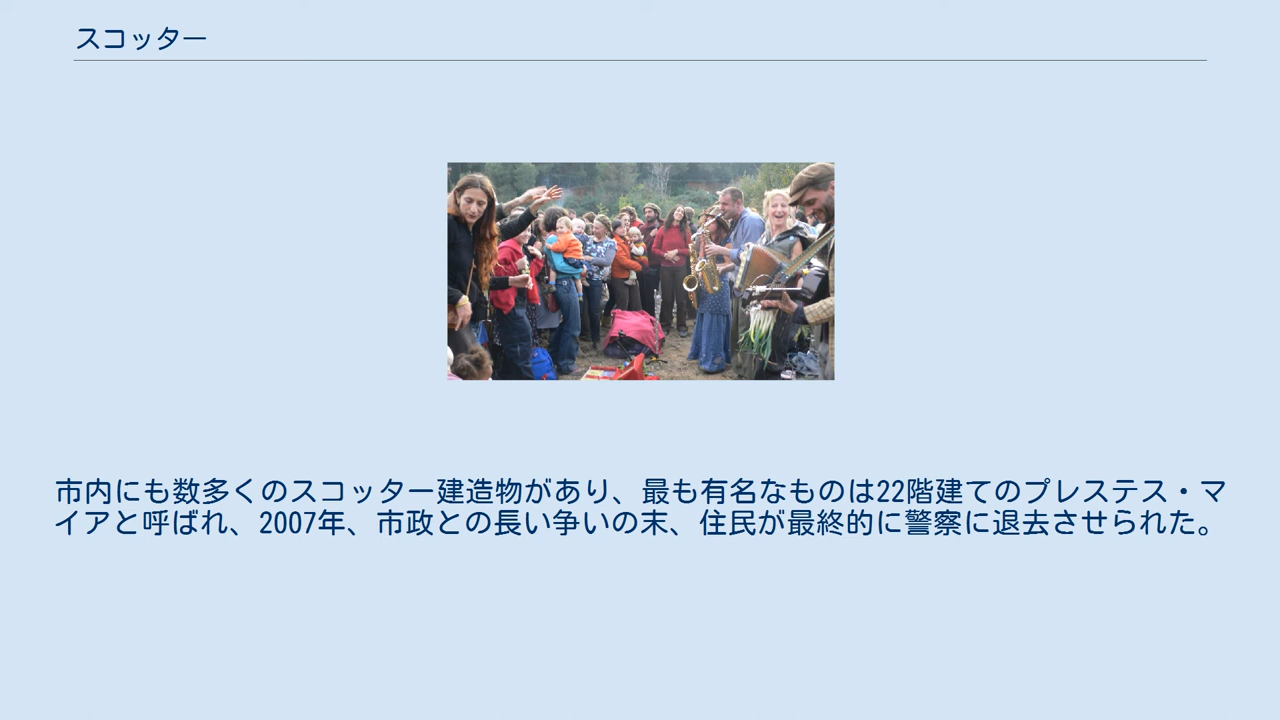 スコッター
市内にも数多くのスコッター建造物があり、最も有名なものは22階建てのプレステス・マ
イアと呼ばれ、2007年、市政との長い争いの末、住民が最終的に警察に退去させられた。